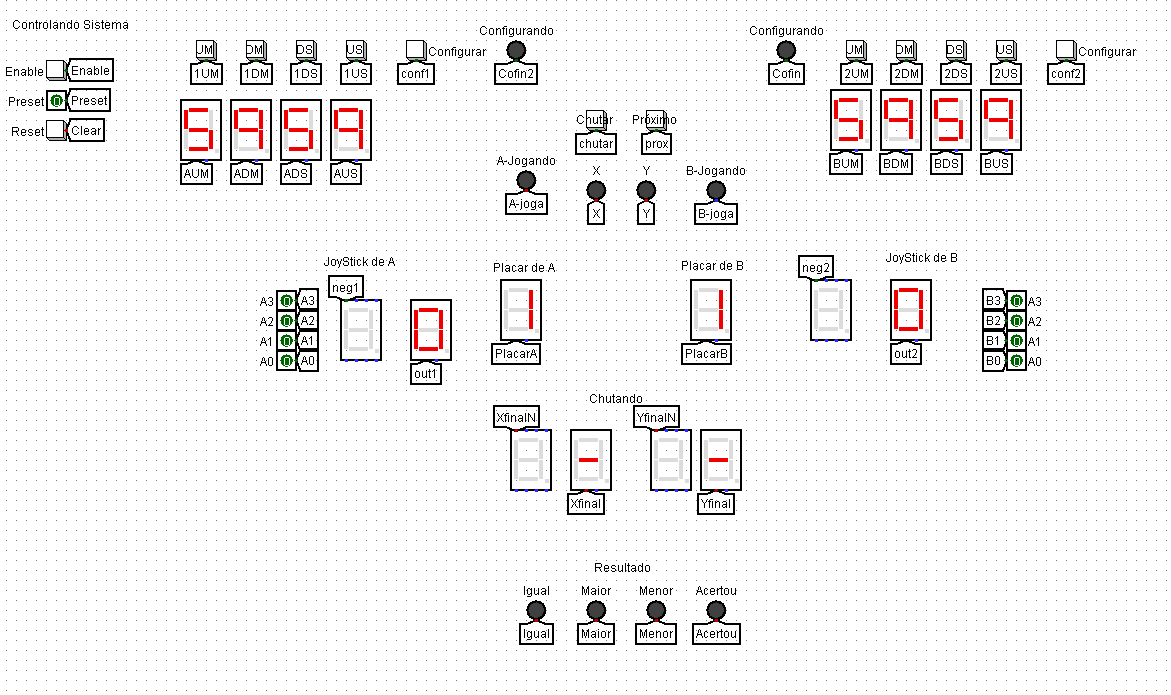 Controlando Sistema
Enable Enable
Preset Preset
Reset Clear
UM DM DS US Configurar
1UM 1DM 1DS 1US conf1
Configurando
Cofin2
Configurando
Cofin
UM DM DS US Configurar
2UM 2DM 2DS 2US conf2
5 9 5 9
AUM ADM ADS AUS
5 9 5 9
BUM BDM BDS BUS
Chutar Próximo
chutar prox
A-Jogando X Y B-Jogando
A-joga X Y B-joga
JoyStick de A
neg1
A3 0 A3
A2 0 A2
A1 0 A1
A0 0 A0
0
out1
Placar de A
1
PlacarA
Placar de B
1
PlacarB
JoyStick de B
neg2
0
out2
B3 0 A3
B2 0 A2
B1 0 A1
B0 0 A0
Chutando
XfinalN YfinalN
- -
Xfinal Yfinal
Resultado
Igual Maior Menor Acertou
Igual Maior Menor Acertou